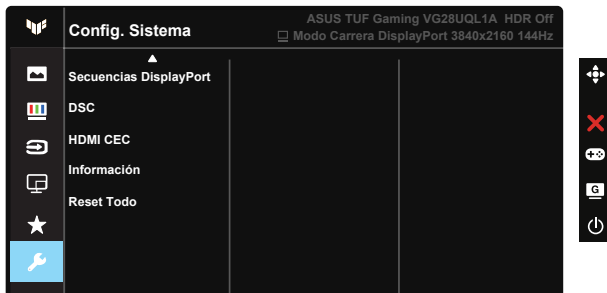 Config. Sistema
ASUS TUF Gaming VG28UQL1A HDR Off
Modo Carrera DisplayPort 3840x2160 144Hz
Secuencias DisplayPort
DSC
HDMI CEC
Información
Reset Todo
G